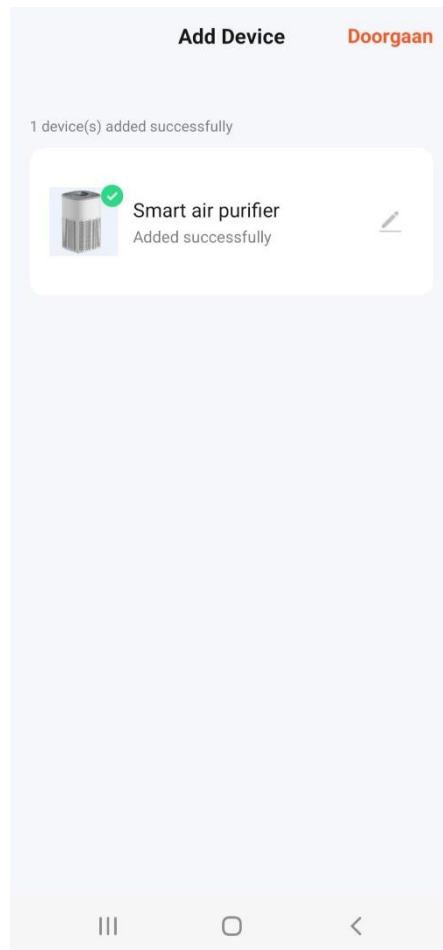 Add Device
Doorgaan
1 device(s) added successfully
Smart air purifier
Added successfully